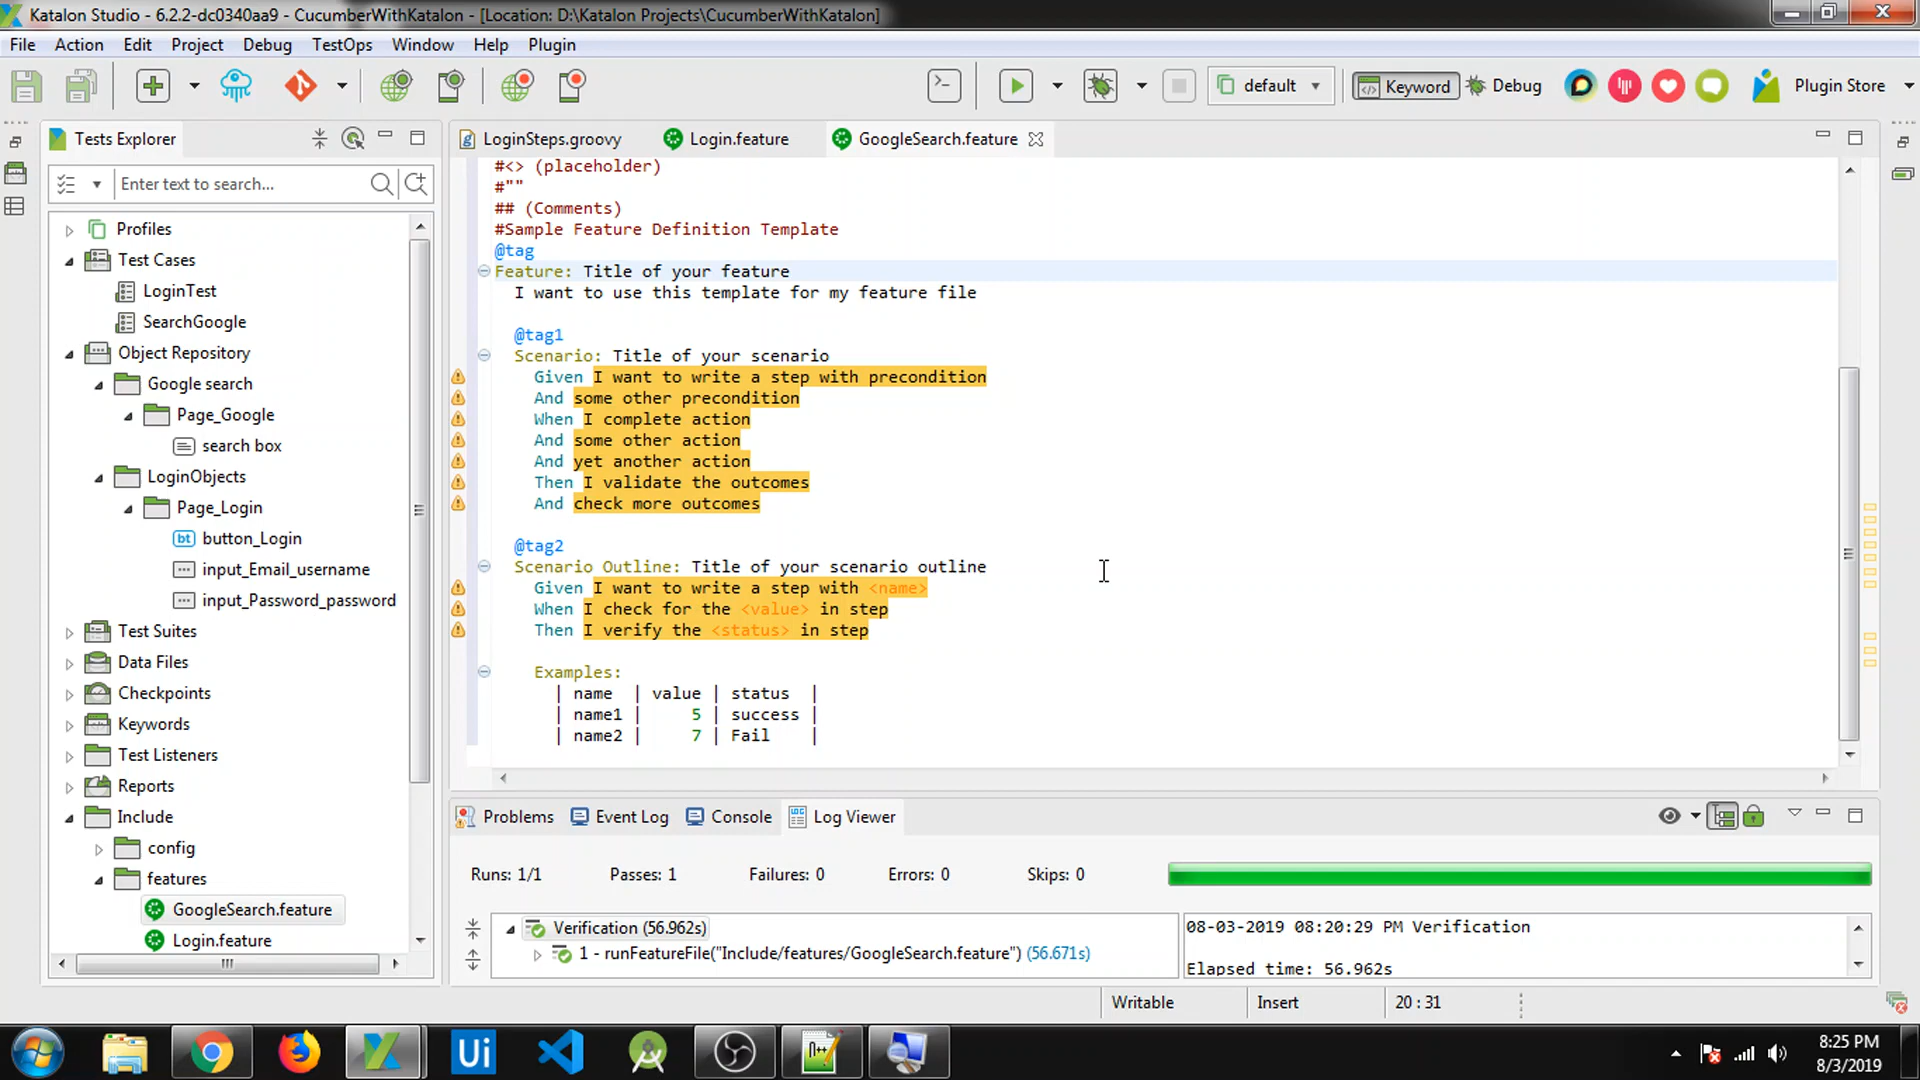 Katalon Studio - 6.2.2-dc0340aa9 - CucumberWithKatalon - [Location: D:\Katalon Projects\CucumberWithKatalon]
File Action Edit Project Debug TestOps Window Help Plugin
default Keyword Debug Plugin Store
Tests Explorer
LoginSteps.groovy Login.feature GoogleSearch.feature
Enter text to search...
Profiles
Test Cases
LoginTest
SearchGoogle
Object Repository
Google search
Page_Google
search box
LoginObjects
Page_Login
button_Login
input_Email_username
input_Password_password
Test Suites
Data Files
Checkpoints
Keywords
Test Listeners
Reports
Include
config
features
GoogleSearch.feature
Login.feature
#<> (placeholder)
#""
## (Comments)
#Sample Feature Definition Template
@tag
Feature: Title of your feature
I want to use this template for my feature file
@tag1
Scenario: Title of your scenario
Given I want to write a step with precondition
And some other precondition
When I complete action
And some other action
And yet another action
Then I validate the outcomes
And check more outcomes
@tag2
Scenario Outline: Title of your scenario outline
Given I want to write a step with <name>
When I check for the <value> in step
Then I verify the <status> in step
Examples:
| name | value | status |
| name1 | 5 | success |
| name2 | 7 | Fail |
Problems Event Log Console Log Viewer
Runs: 1/1 Passes: 1 Failures: 0 Errors: 0 Skips: 0
Verification (56.962s)
1 - runFeatureFile("Include/features/GoogleSearch.feature") (56.671s)
08-03-2019 08:20:29 PM Verification
Elapsed time: 56.962s
Writable Insert 20 : 31
Ui
8:25 PM
8/3/2019